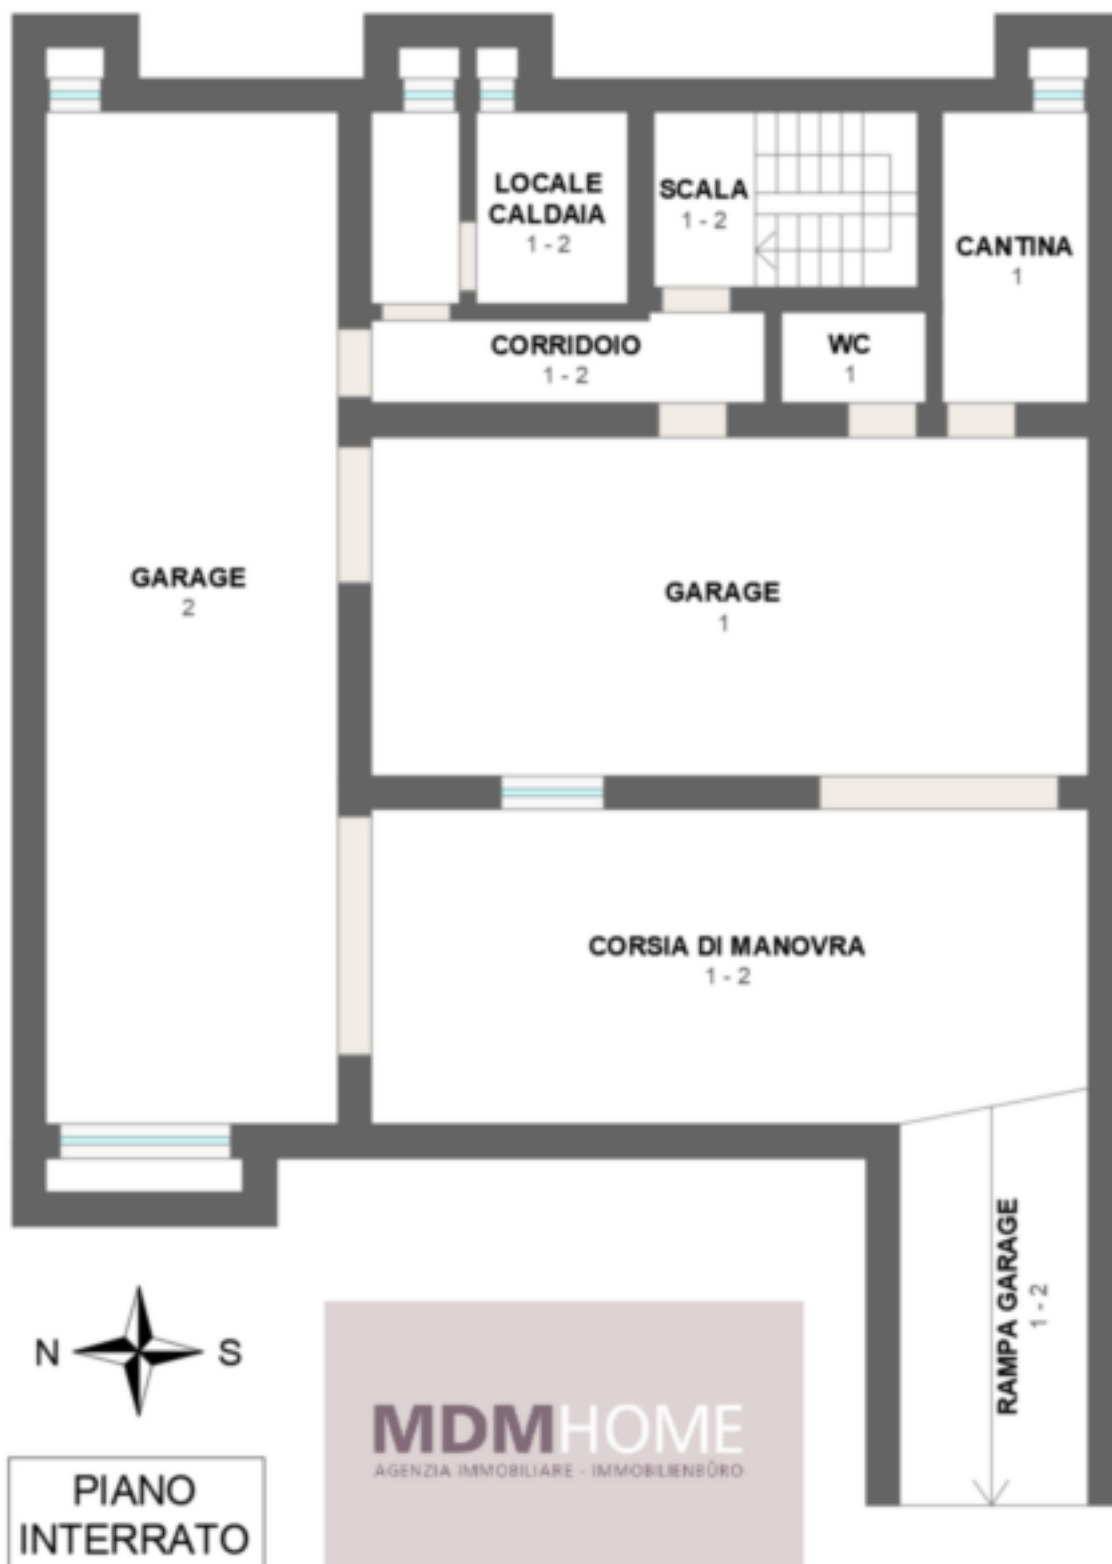 LOCALE
CALDAIA
1 - 2
SCALA
1 - 2
CANTINA
1
CORRIDOIO
1 - 2
WC
1
GARAGE
2
GARAGE
1
CORSIA DI MANOVRA
1 - 2
RAMPA GARAGE
1 - 2
N S
MDMHOME
AGENZIA IMMOBILIARE - IMMOBILIENBÜRO
PIANO
INTERRATO